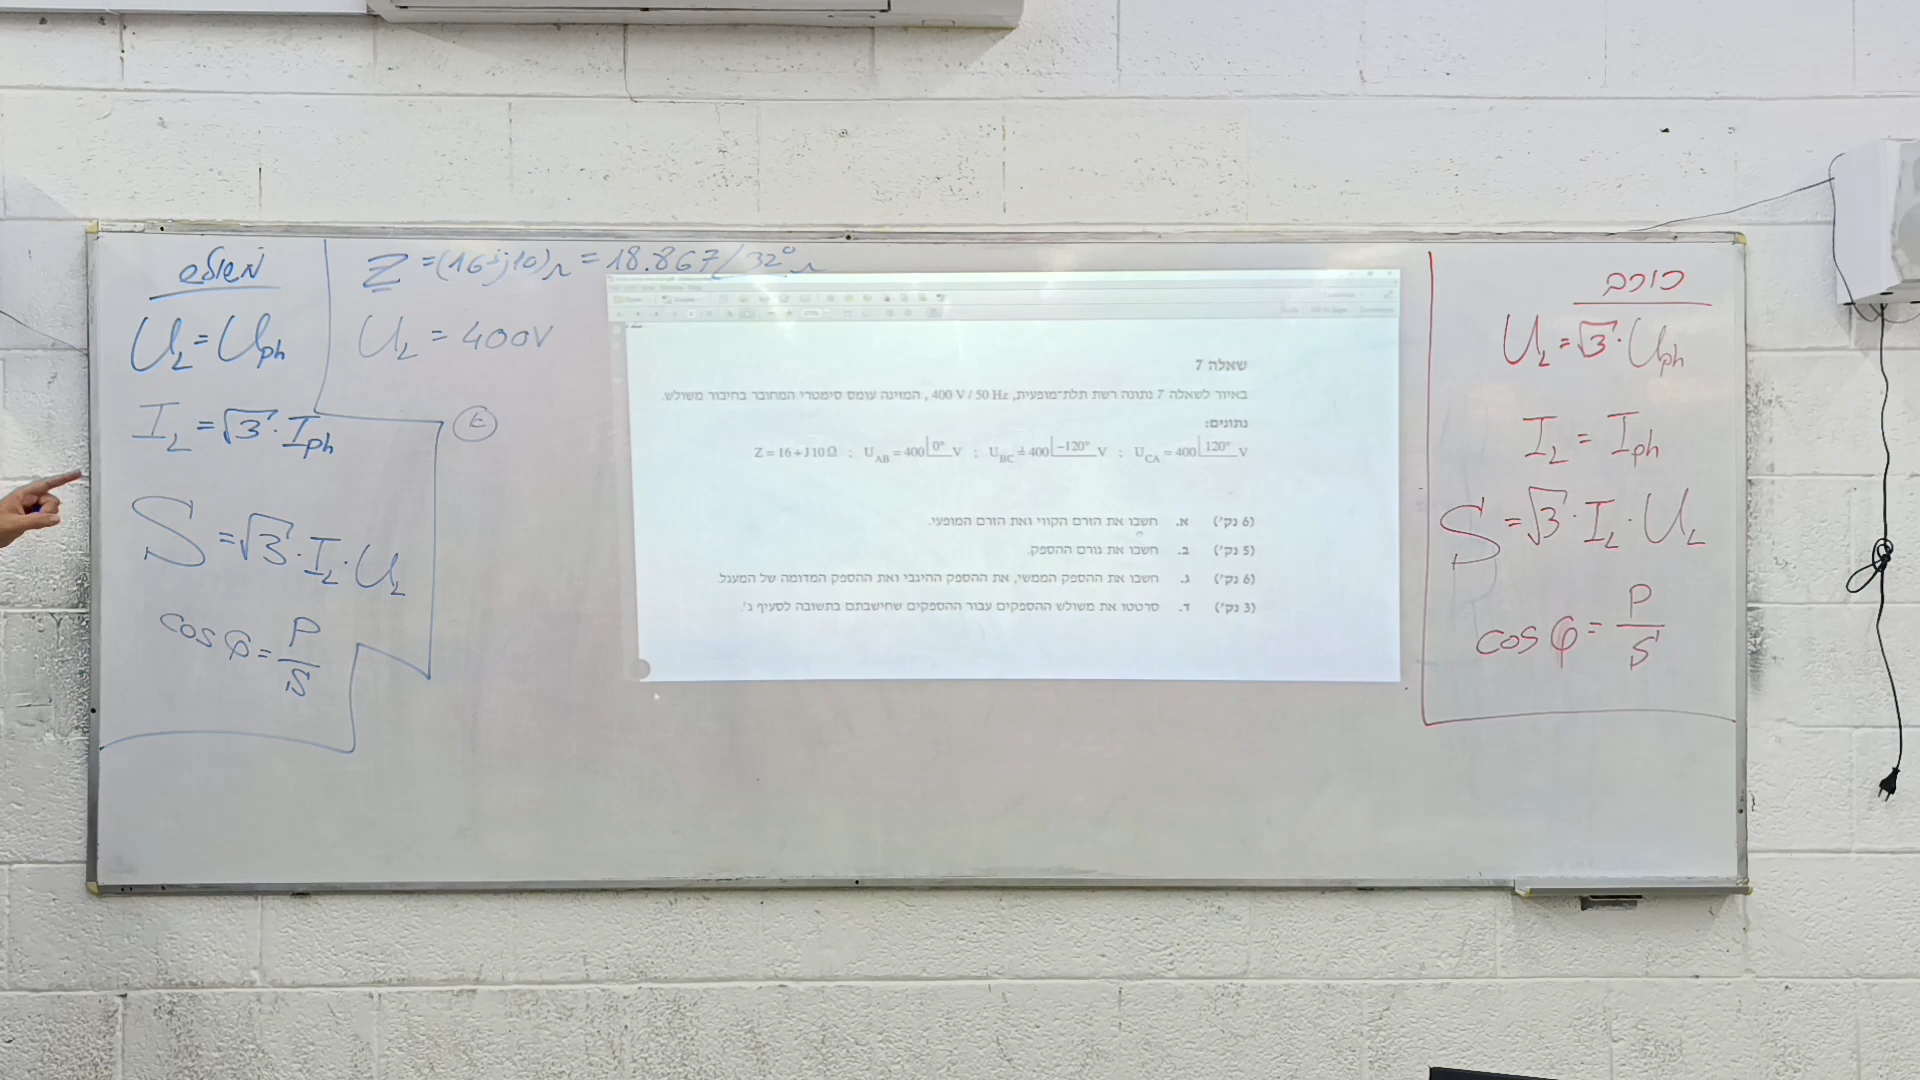 משולש
U_L = U_ph
I_L = √3 · I_ph
S = √3 · I_L · U_L
cos φ = P/S
Z = (16+j10)Ω = 18.867/32° Ω
U_L = 400V
שאלה 7
באיור לשאלה 7 נתונה רשת תלת־מופעית, 400 V / 50 Hz, המזינה עומס סימטרי המחובר בחיבור משולש.
נתונים:
Z = 16 + J10 Ω ; U_AB = 400 ⌊0° V ; U_BC = 400 ⌊−120° V ; U_CA = 400 ⌊120° V
(6 נק') א. חשבו את הזרם הקווי ואת הזרם המופעי.
(5 נק') ב. חשבו את גורם ההספק.
(6 נק') ג. חשבו את ההספק הממשי, את ההספק ההיגבי ואת ההספק המדומה של המעגל.
(3 נק') ד. סרטטו את משולש ההספקים עבור ההספקים שחישבתם בתשובה לסעיף ג'.
כוכב
U_L = √3 · U_ph
I_L = I_ph
S = √3 · I_L · U_L
cos φ = P/S